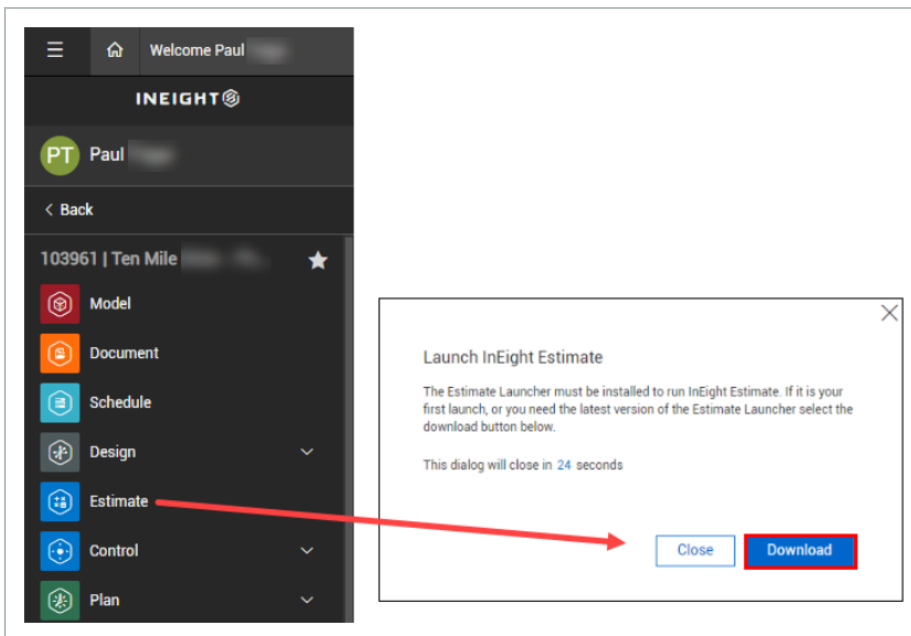 Welcome Paul
INEIGHT
PT Paul
< Back
103961 | Ten Mile
Model
Document
Schedule
Design
Estimate
Control
Plan
Launch InEight Estimate
The Estimate Launcher must be installed to run InEight Estimate. If it is your
first launch, or you need the latest version of the Estimate Launcher select the
download button below.
This dialog will close in 24 seconds
Close Download